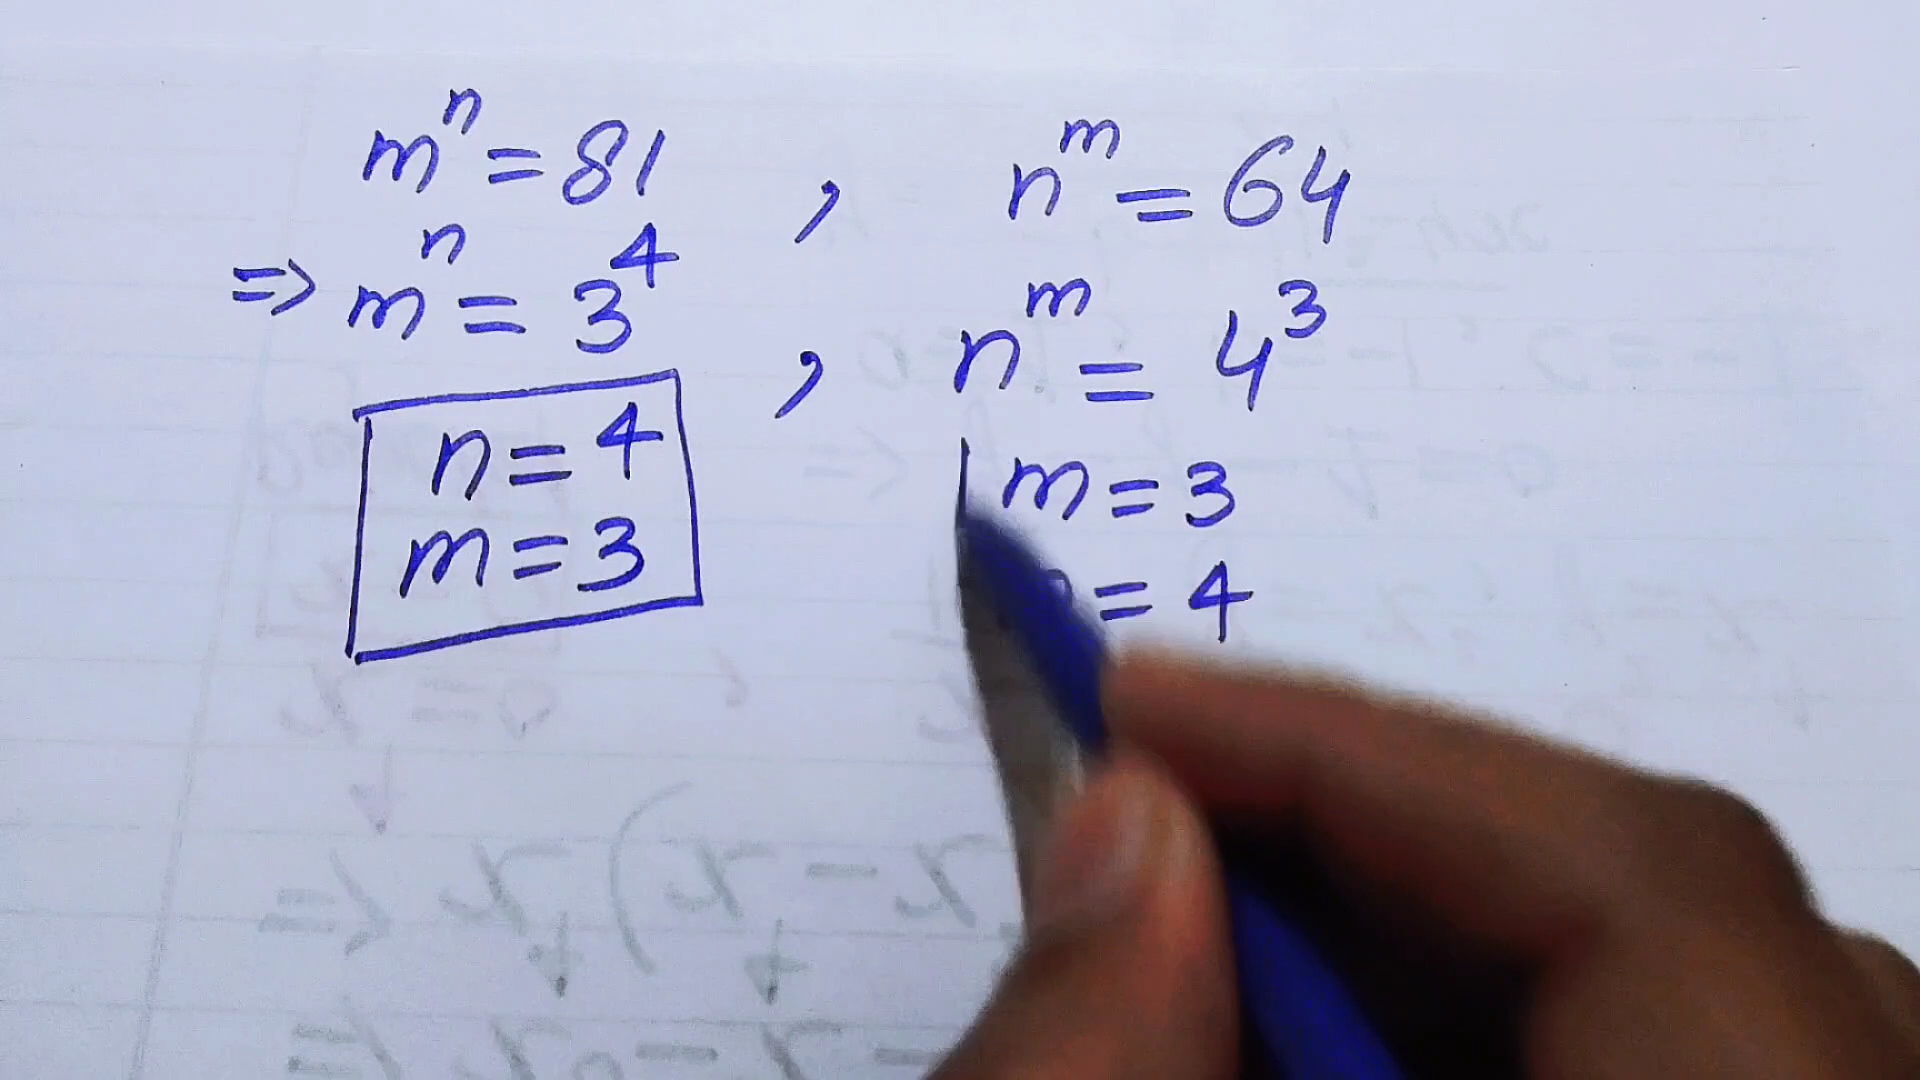 mⁿ = 81 , nᵐ = 64
⇒ mⁿ = 3⁴ , nᵐ = 4³
n = 4 m = 3
m = 3 = 4